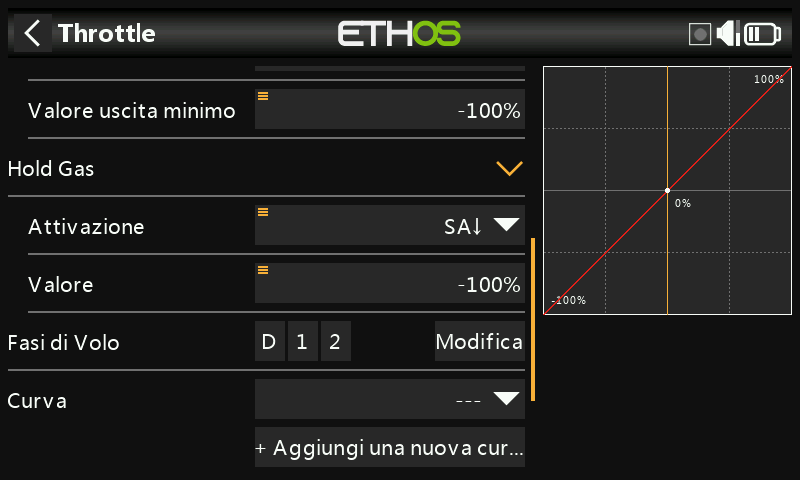 Throttle
ETHOS
Valore uscita minimo
-100%
Hold Gas
Attivazione
SA↓
Valore
-100%
Fasi di Volo
D 1 2
Modifica
Curva
---
+ Aggiungi una nuova cur...
100%
0%
-100%